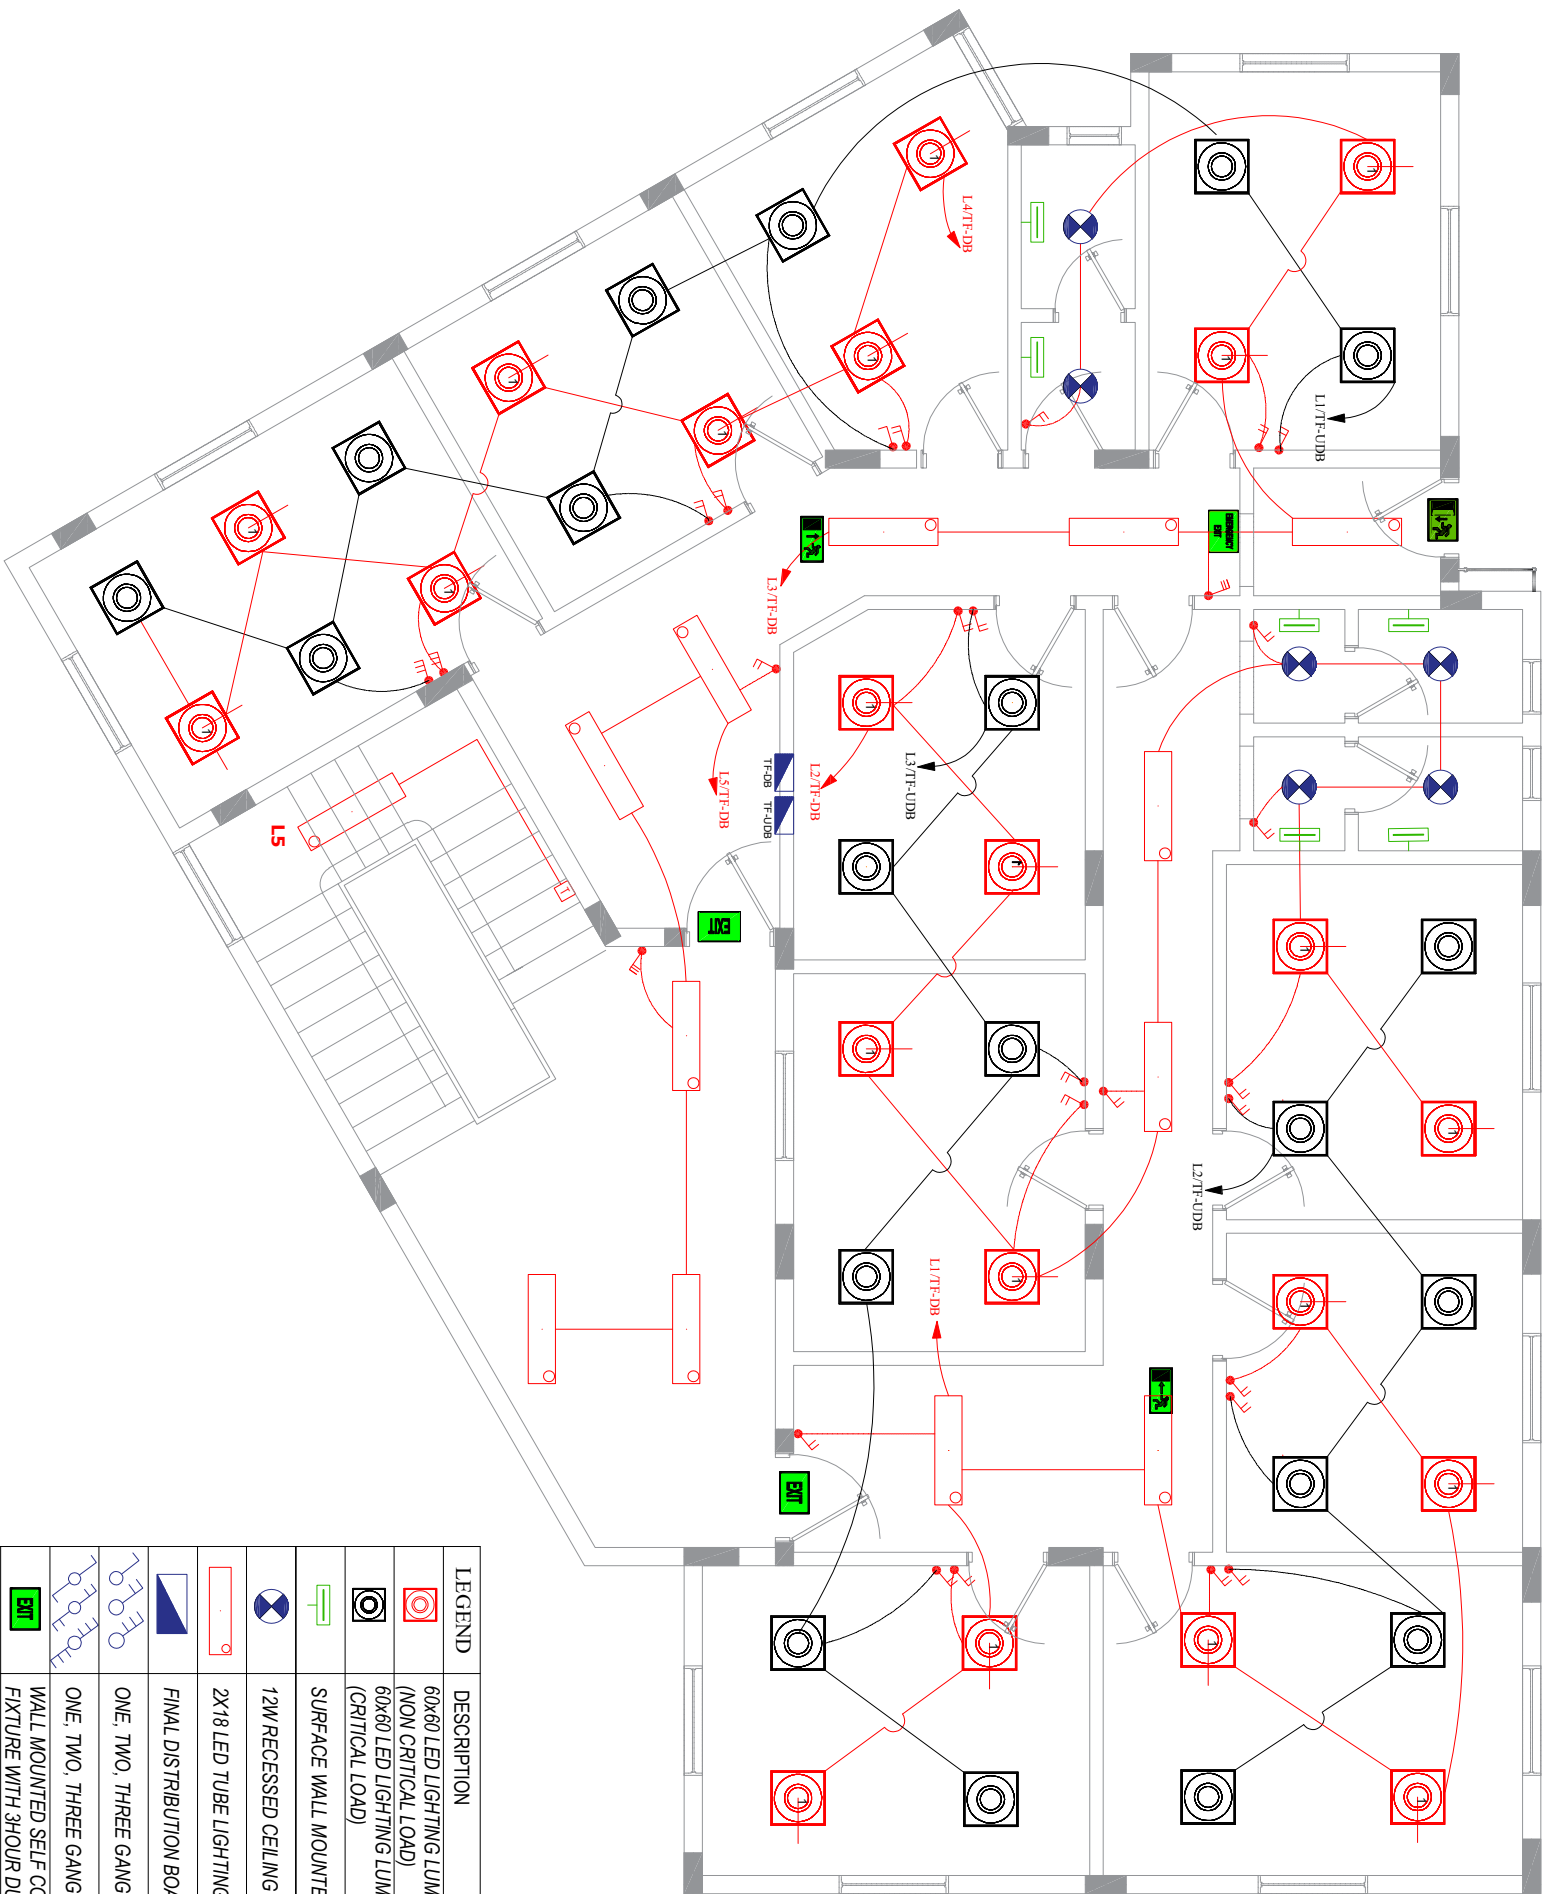 L4/TF-DB
L1/TF-UDB
EMERGENCY
EXIT
L3/TF-DB
L5/TF-DB
TF-DB
TF-UDB
L2/TF-DB
L3/TF-UDB
L5
T
EXIT
L2/TF-UDB
L1/TF-DB
EXIT
LEGEND
DESCRIPTION
60x60 LED LIGHTING LUM
(NON CRITICAL LOAD)
60x60 LED LIGHTING LUM
(CRITICAL LOAD)
SURFACE WALL MOUNTE
12W RECESSED CEILING
2X18 LED TUBE LIGHTING
FINAL DISTRIBUTION BOA
ONE, TWO, THREE GANG
ONE, TWO, THREE GANG
EXIT
WALL MOUNTED SELF CO
FIXTURE WITH 3HOUR DU